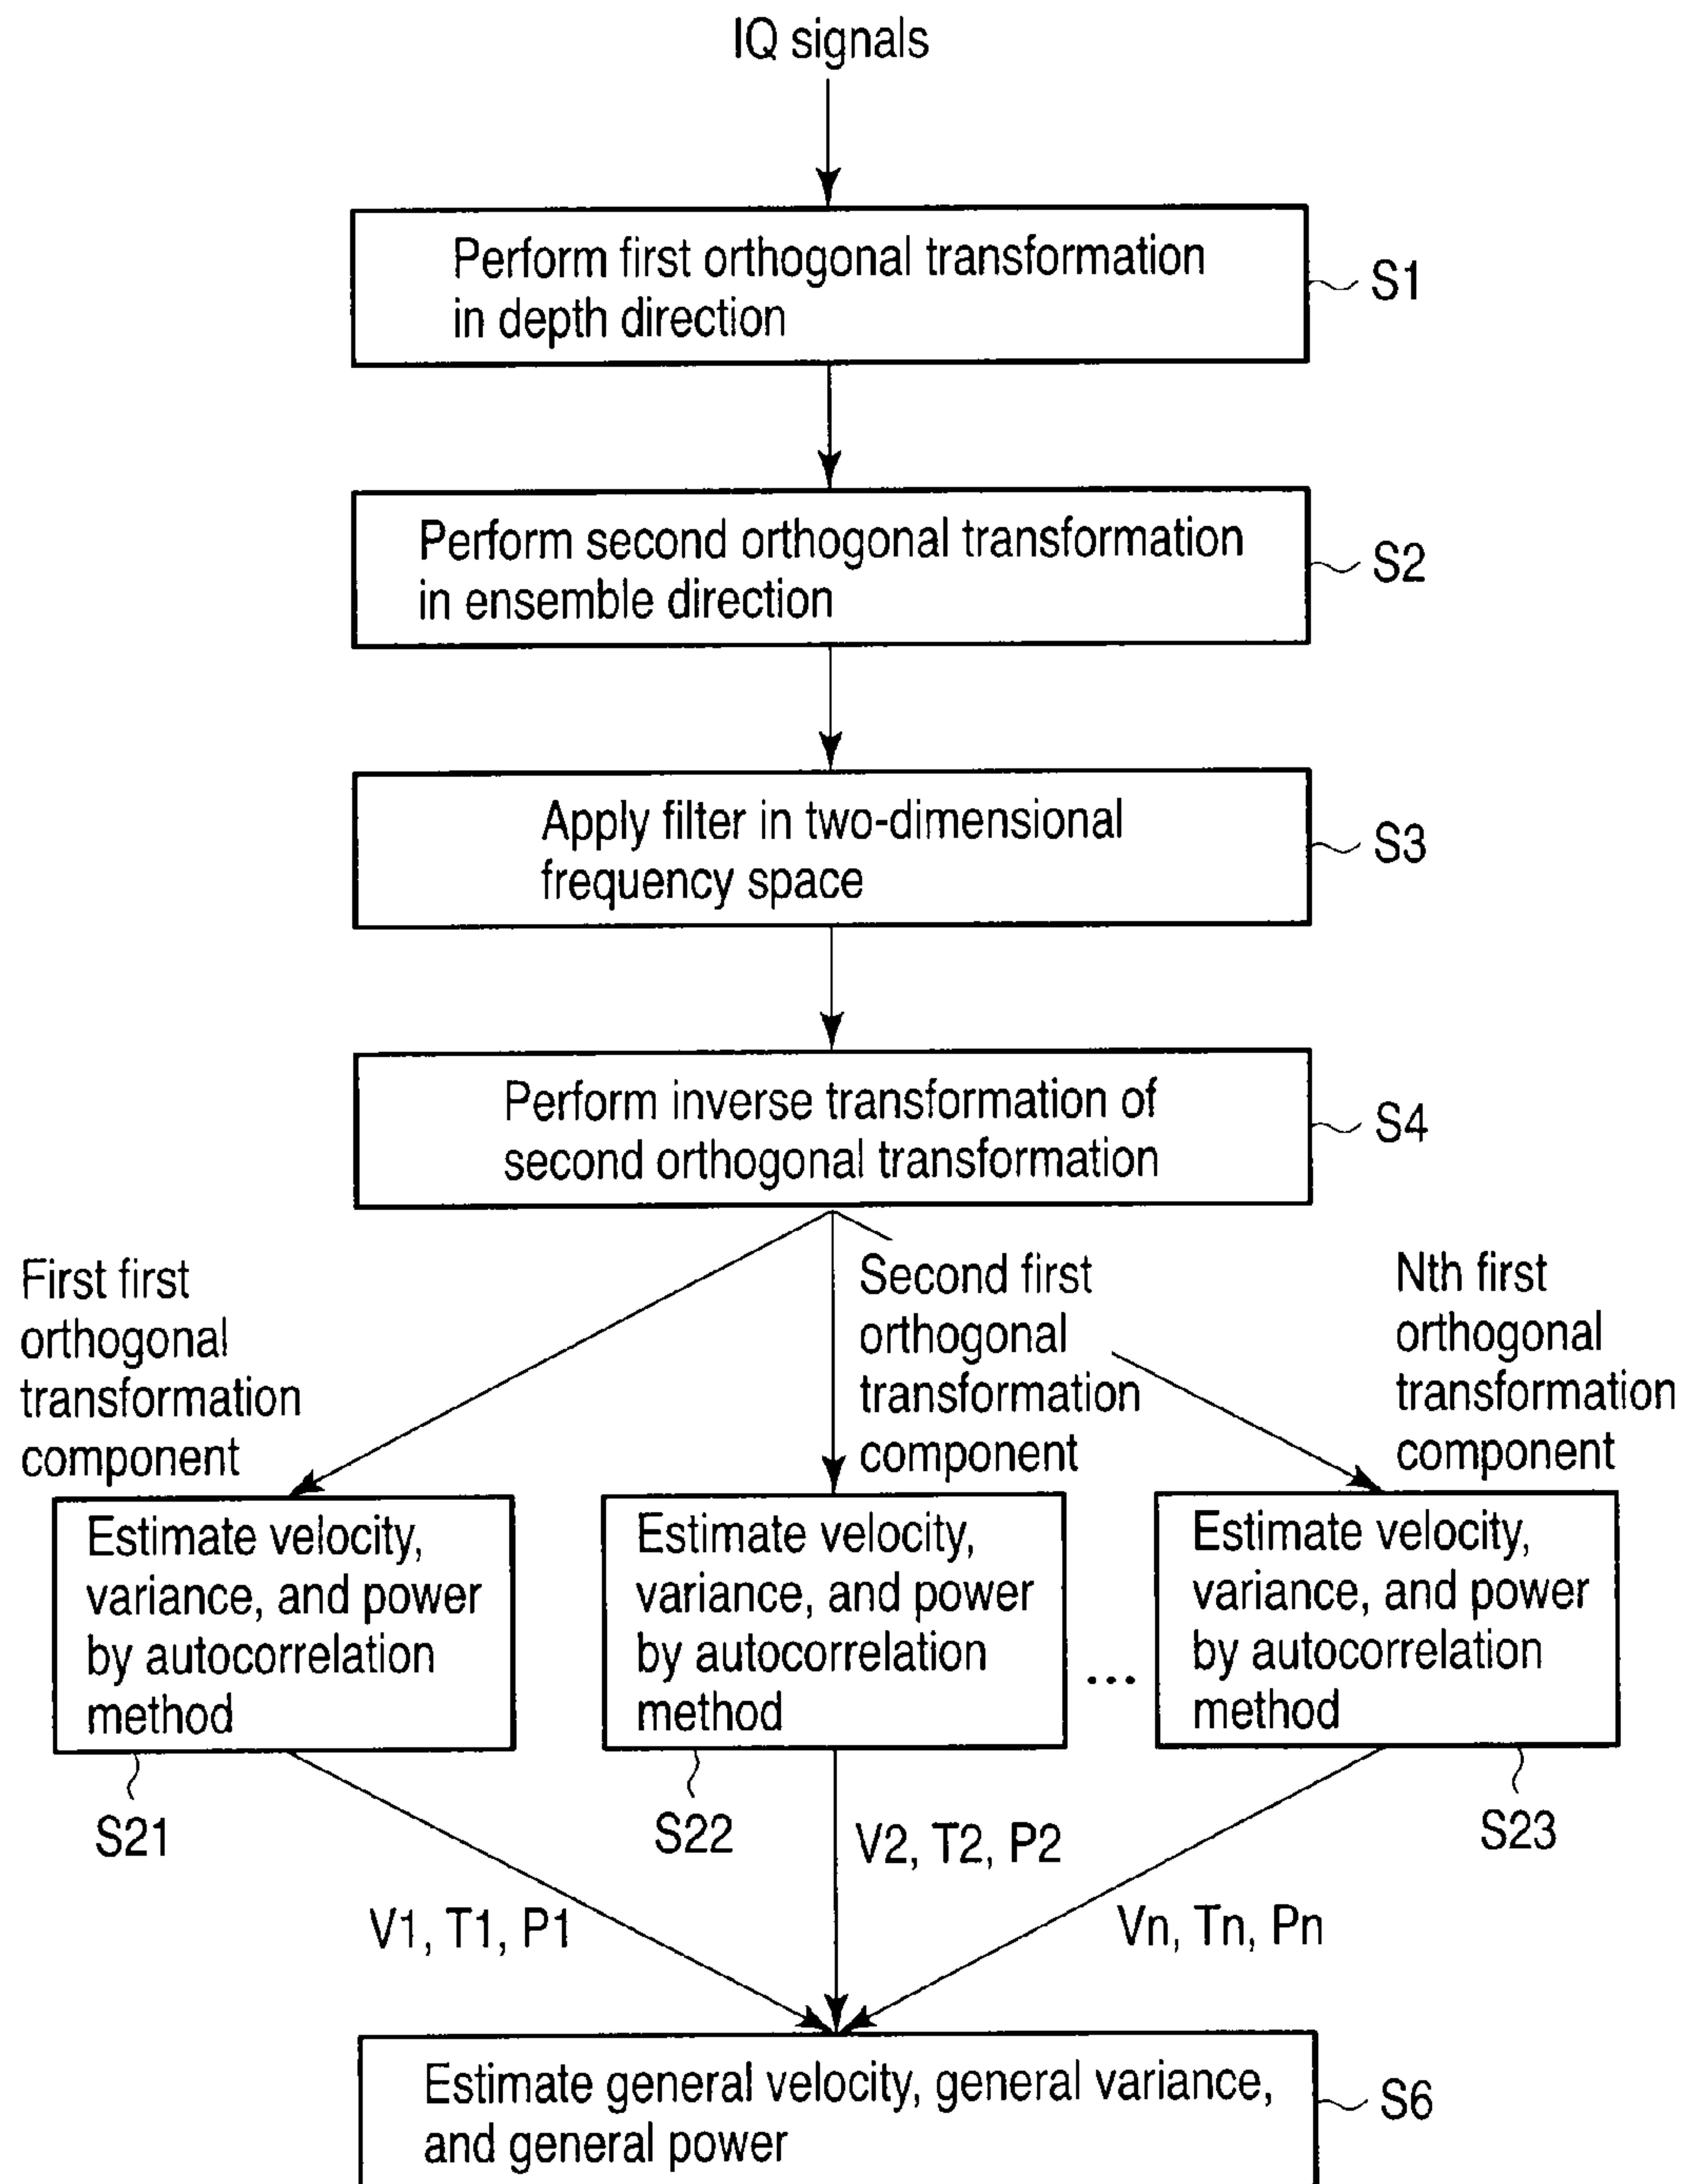 IQ signals
Perform first orthogonal transformation
in depth direction
S1
Perform second orthogonal transformation
in ensemble direction
S2
Apply filter in two-dimensional
frequency space
S3
Perform inverse transformation of
second orthogonal transformation
S4
First first
orthogonal
transformation
component
Second first
orthogonal
transformation
component
Nth first
orthogonal
transformation
component
Estimate velocity,
variance, and power
by autocorrelation
method
S21
Estimate velocity,
variance, and power
by autocorrelation
method
S22
...
Estimate velocity,
variance, and power
by autocorrelation
method
S23
V1, T1, P1
V2, T2, P2
Vn, Tn, Pn
Estimate general velocity, general variance,
and general power
S6